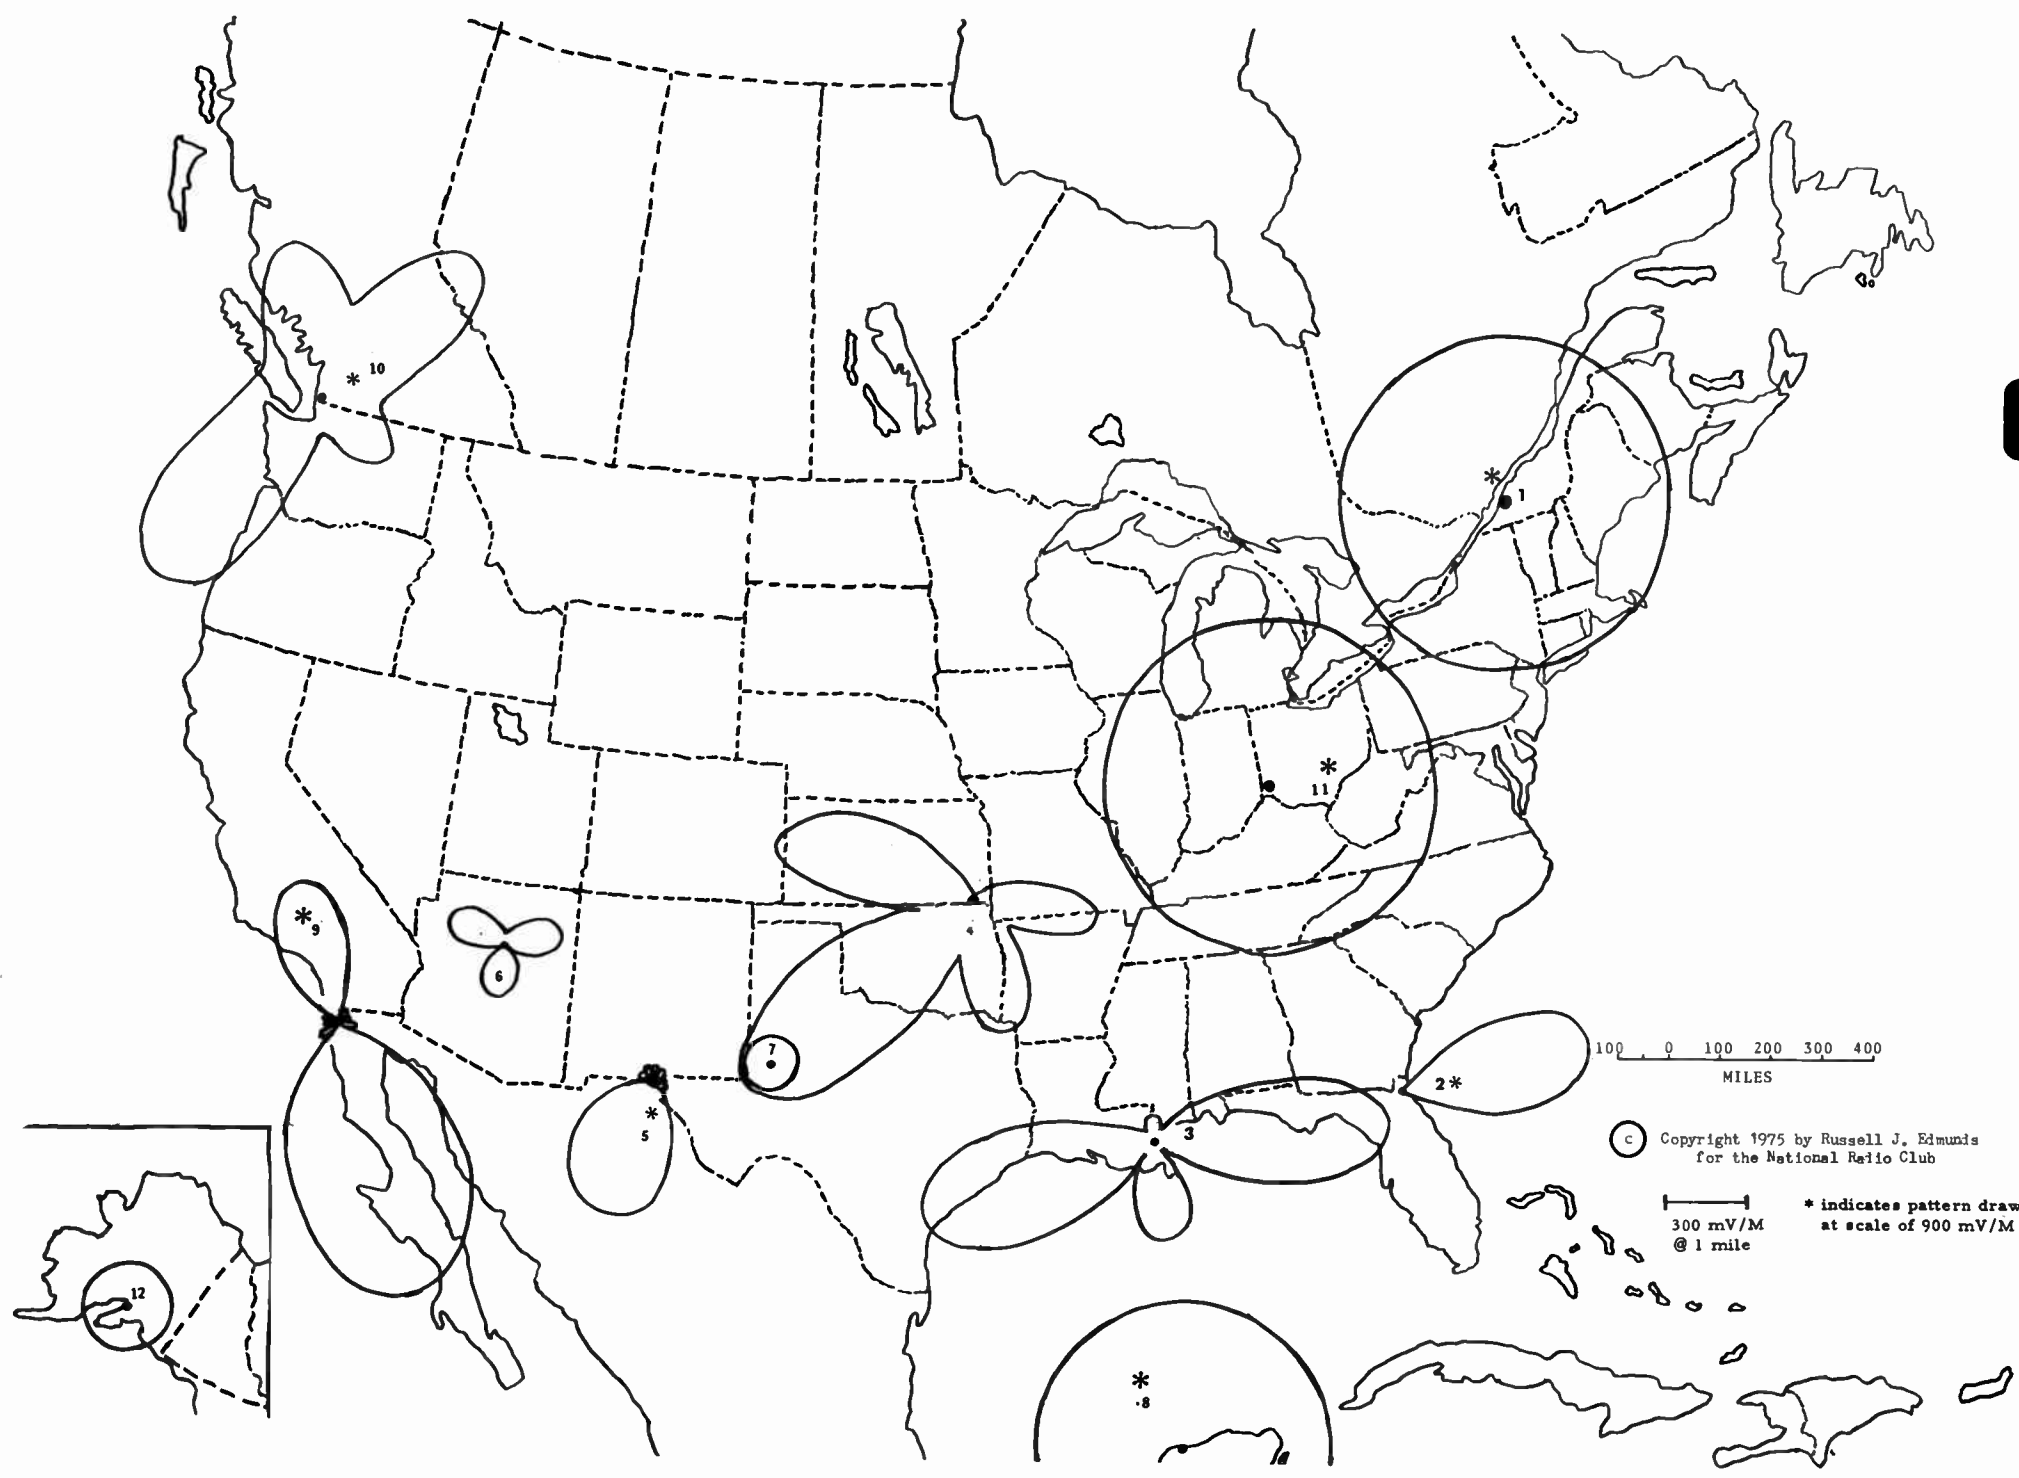 10
* 1
*
11
* 9
4
6
7
2*
100 0 100 200 300 400
MILES
* 5
3
c Copyright 1975 by Russell J. Edmunds
for the National Radio Club
300 mV/M
@ 1 mile
* indicates pattern draw
at scale of 900 mV/M
12
*
.8